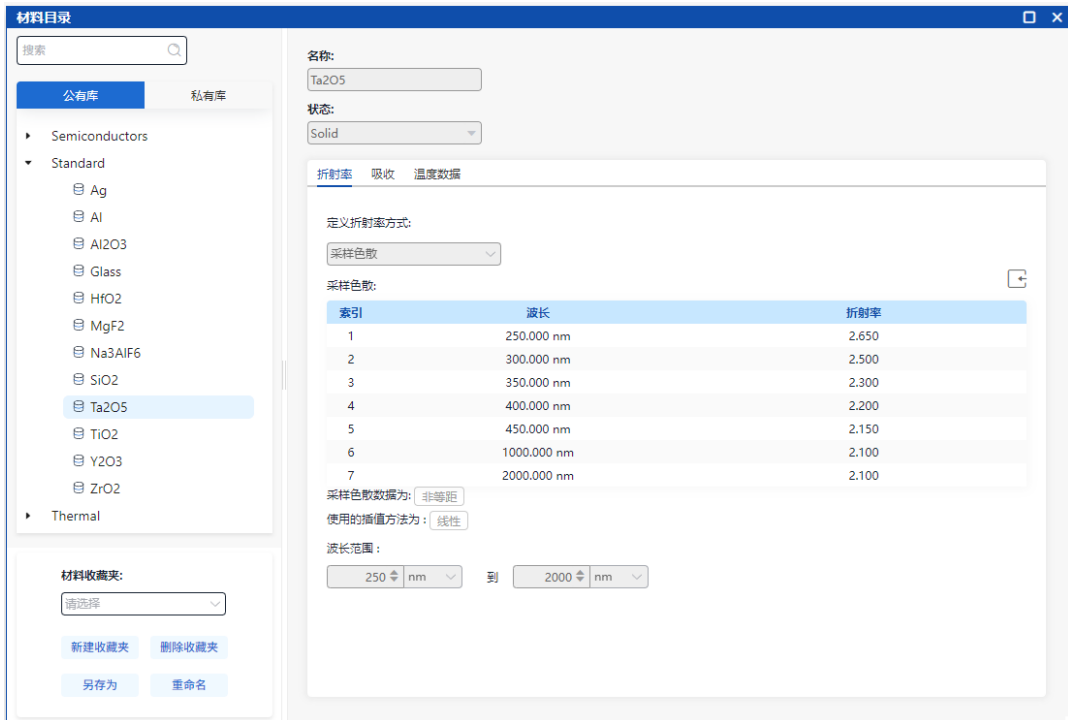 材料目录
搜索
公有库 私有库
Semiconductors
Standard
Ag
Al
Al2O3
Glass
HfO2
MgF2
Na3AlF6
SiO2
Ta2O5
TiO2
Y2O3
ZrO2
Thermal
材料收藏夹:
请选择
新建收藏夹 删除收藏夹
另存为 重命名
名称:
Ta2O5
状态:
Solid
折射率 吸收 温度数据
定义折射率方式:
采样色散
采样色散:
索引 波长 折射率
1 250.000 nm 2.650
2 300.000 nm 2.500
3 350.000 nm 2.300
4 400.000 nm 2.200
5 450.000 nm 2.150
6 1000.000 nm 2.100
7 2000.000 nm 2.100
采样色散数据为: 非等距
使用的插值方法为 : 线性
波长范围 :
250 nm 到 2000 nm